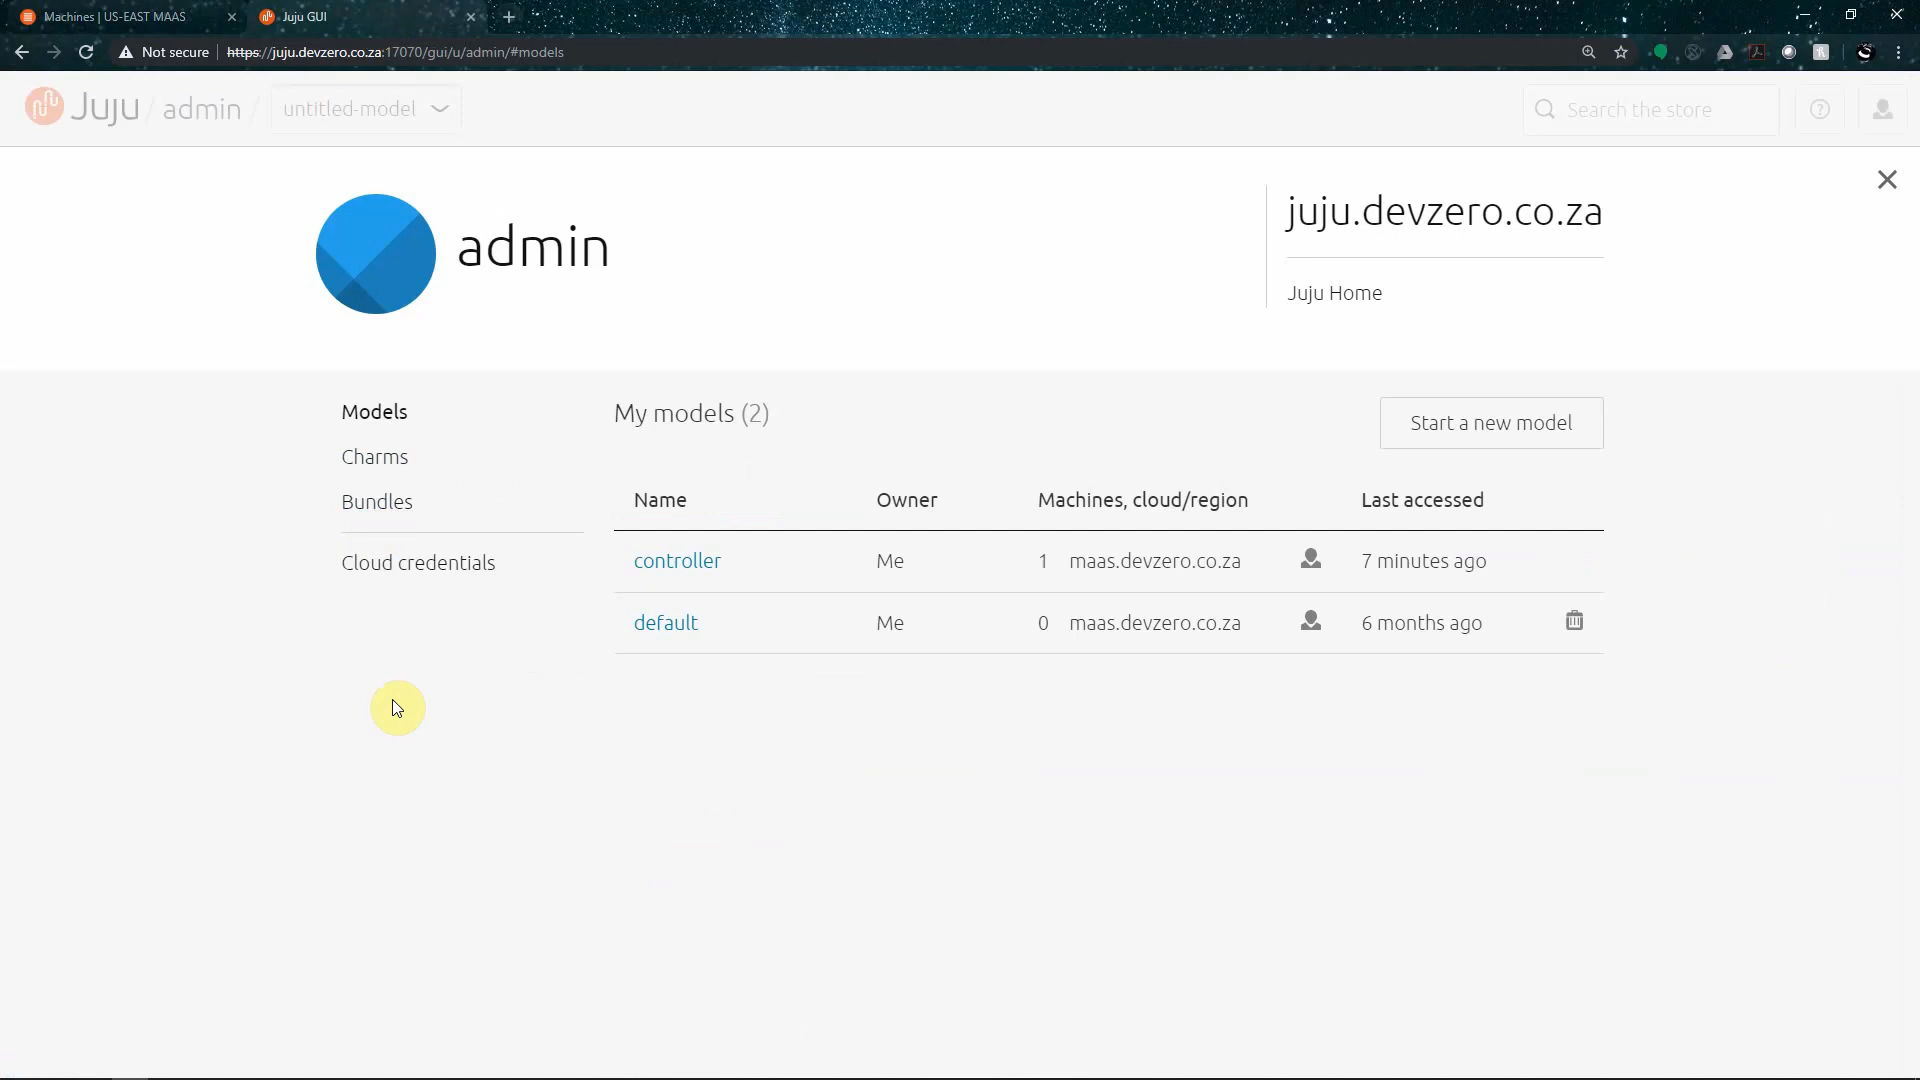 Machines | US-EAST MAAS
Juju GUI
Not secure
https://juju.devzero.co.za:17070/gui/u/admin/#models
Juju / admin / untitled-model
Search the store
admin
juju.devzero.co.za
Juju Home
Models
Charms
Bundles
Cloud credentials
My models (2)
Start a new model
Name Owner Machines, cloud/region Last accessed
controller Me 1 maas.devzero.co.za 7 minutes ago
default Me 0 maas.devzero.co.za 6 months ago